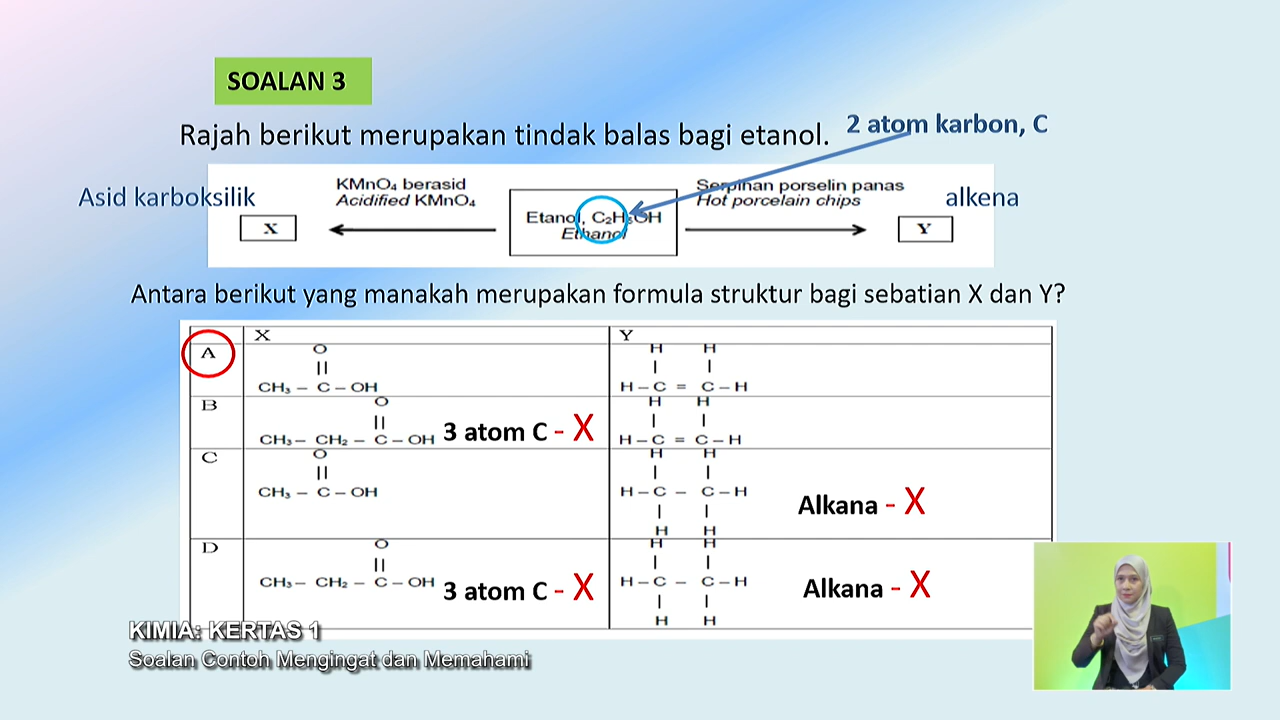 SOALAN 3
Rajah berikut merupakan tindak balas bagi etanol.
2 atom karbon, C
Asid karboksilik
KMnO₄ berasid
Acidified KMnO₄
X
Etanol, C₂H₅OH
Ethanol
Serpihan porselin panas
Hot porcelain chips
alkena
Y
Antara berikut yang manakah merupakan formula struktur bagi sebatian X dan Y?
X Y
A
O H H
CH₃ – C – OH H – C = C – H
B
O H H
CH₃ – CH₂ – C – OH 3 atom C - X H – C = C – H
C
O H H
CH₃ – C – OH H – C – C – H
Alkana - X
H H
D
O H H
CH₃ – CH₂ – C – OH 3 atom C - X H – C – C – H Alkana - X
H H
KIMIA: KERTAS 1
Soalan Contoh Mengingat dan Memahami